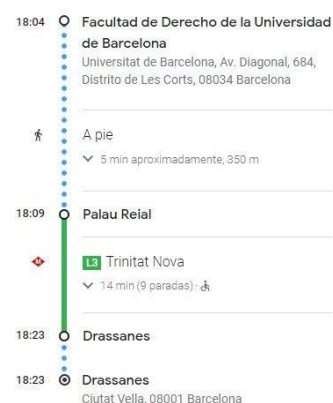 18:04 Facultad de Derecho de la Universidad
de Barcelona
Universitat de Barcelona, Av. Diagonal, 684,
Distrito de Les Corts, 08034 Barcelona
A pie
5 min aproximadamente, 350 m
18:09 Palau Reial
M
L3 Trinitat Nova
14 min (9 paradas) ·
18:23 Drassanes
18:23 Drassanes
Ciutat Vella, 08001 Barcelona